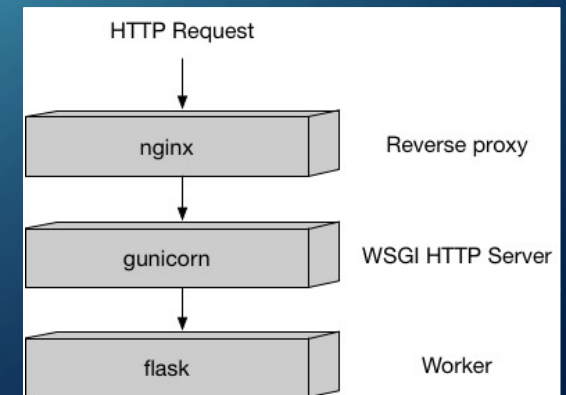 HTTP Request
nginx
Reverse proxy
gunicorn
WSGI HTTP Server
flask
Worker